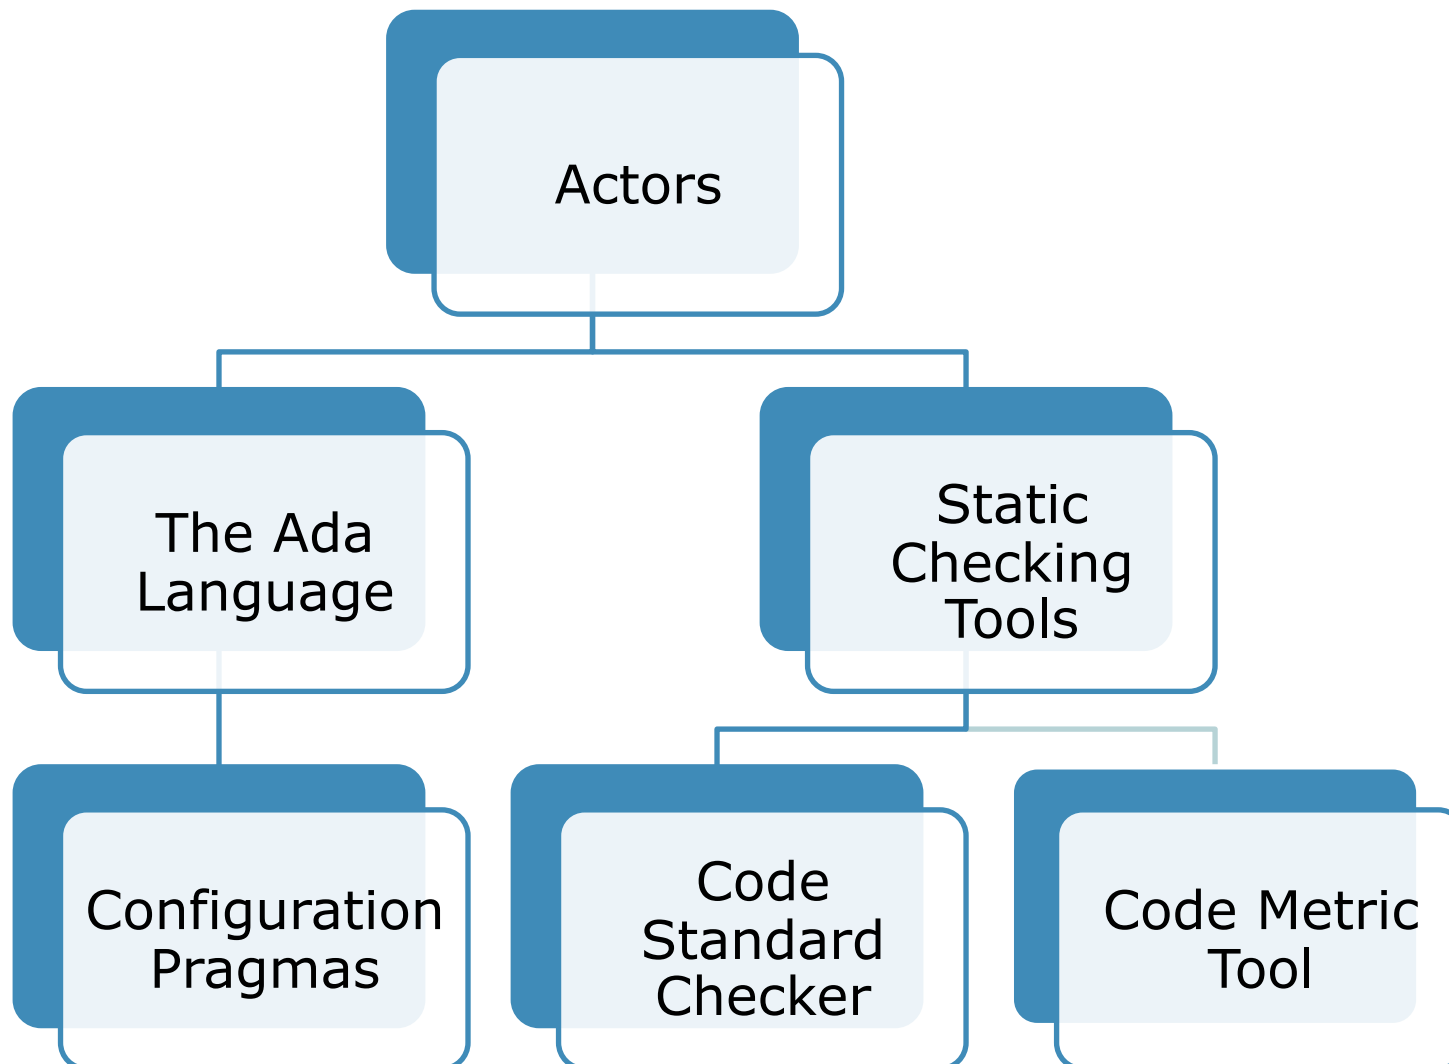 Actors
The Ada
Language
Static
Checking
Tools
Configuration
Pragmas
Code
Standard
Checker
Code Metric
Tool